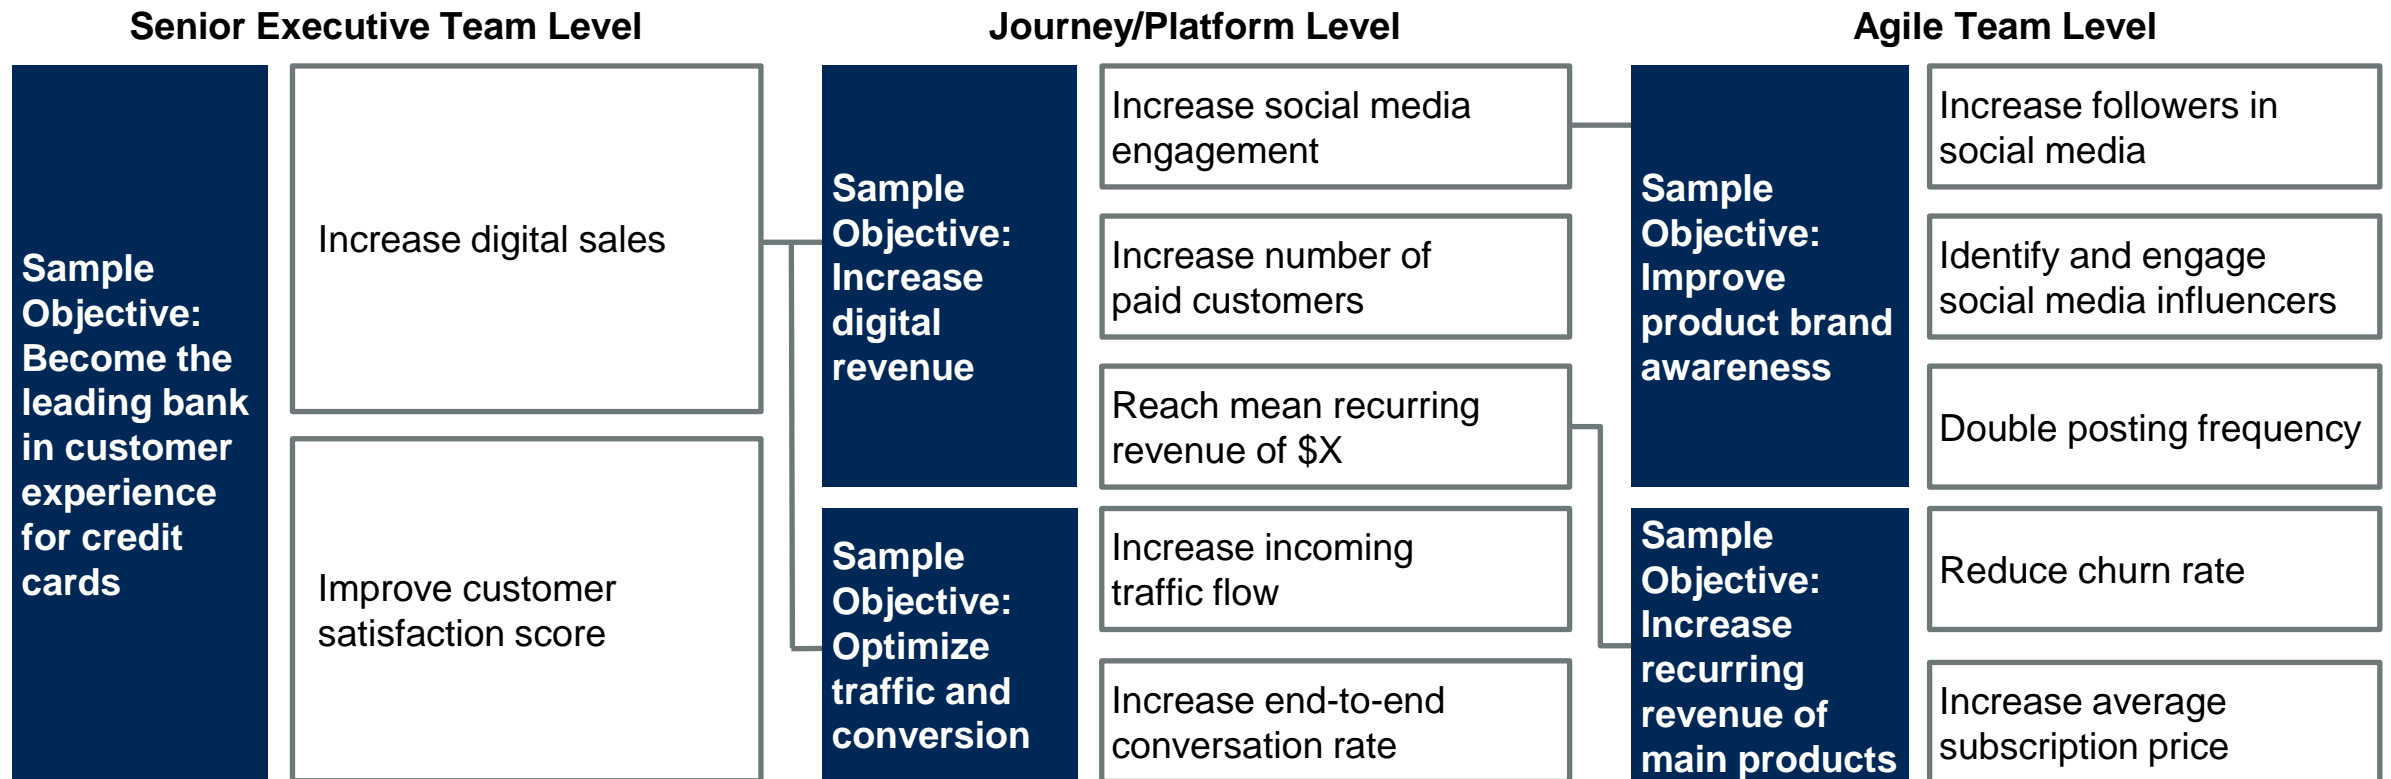 Senior Executive Team Level
Sample
Objective:
Become the
leading bank
in customer
experience
for credit
cards
Increase digital sales
Improve customer
satisfaction score
Journey/Platform Level
Sample
Objective:
Increase
digital
revenue
Increase social media
engagement
Increase number of
paid customers
Reach mean recurring
revenue of $X
Sample
Objective:
Optimize
traffic and
conversion
Increase incoming
traffic flow
Increase end-to-end
conversation rate
Agile Team Level
Sample
Objective:
Improve
product brand
awareness
Increase followers in
social media
Identify and engage
social media influencers
Double posting frequency
Sample
Objective:
Increase
recurring
revenue of
main products
Reduce churn rate
Increase average
subscription price